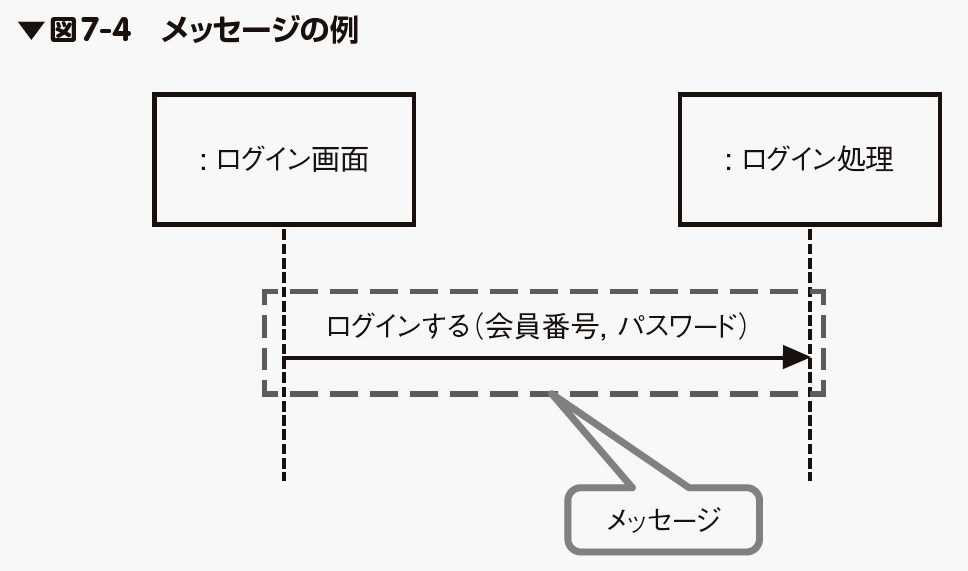 ▼図7-4　メッセージの例
: ログイン画面
: ログイン処理
ログインする(会員番号, パスワード)
メッセージ